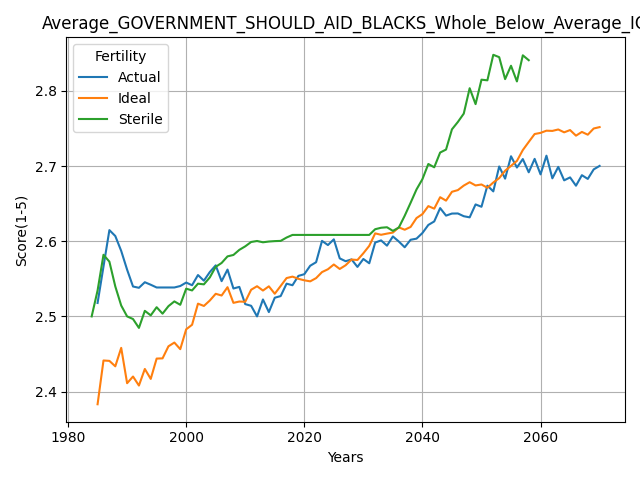 Average_GOVERNMENT_SHOULD_AID_BLACKS_Whole_Below_Average_IQ
Fertility
Actual
Ideal
Sterile
Score(1-5)
2.8
2.7
2.6
2.5
2.4
1980
2000
2020
2040
2060
Years